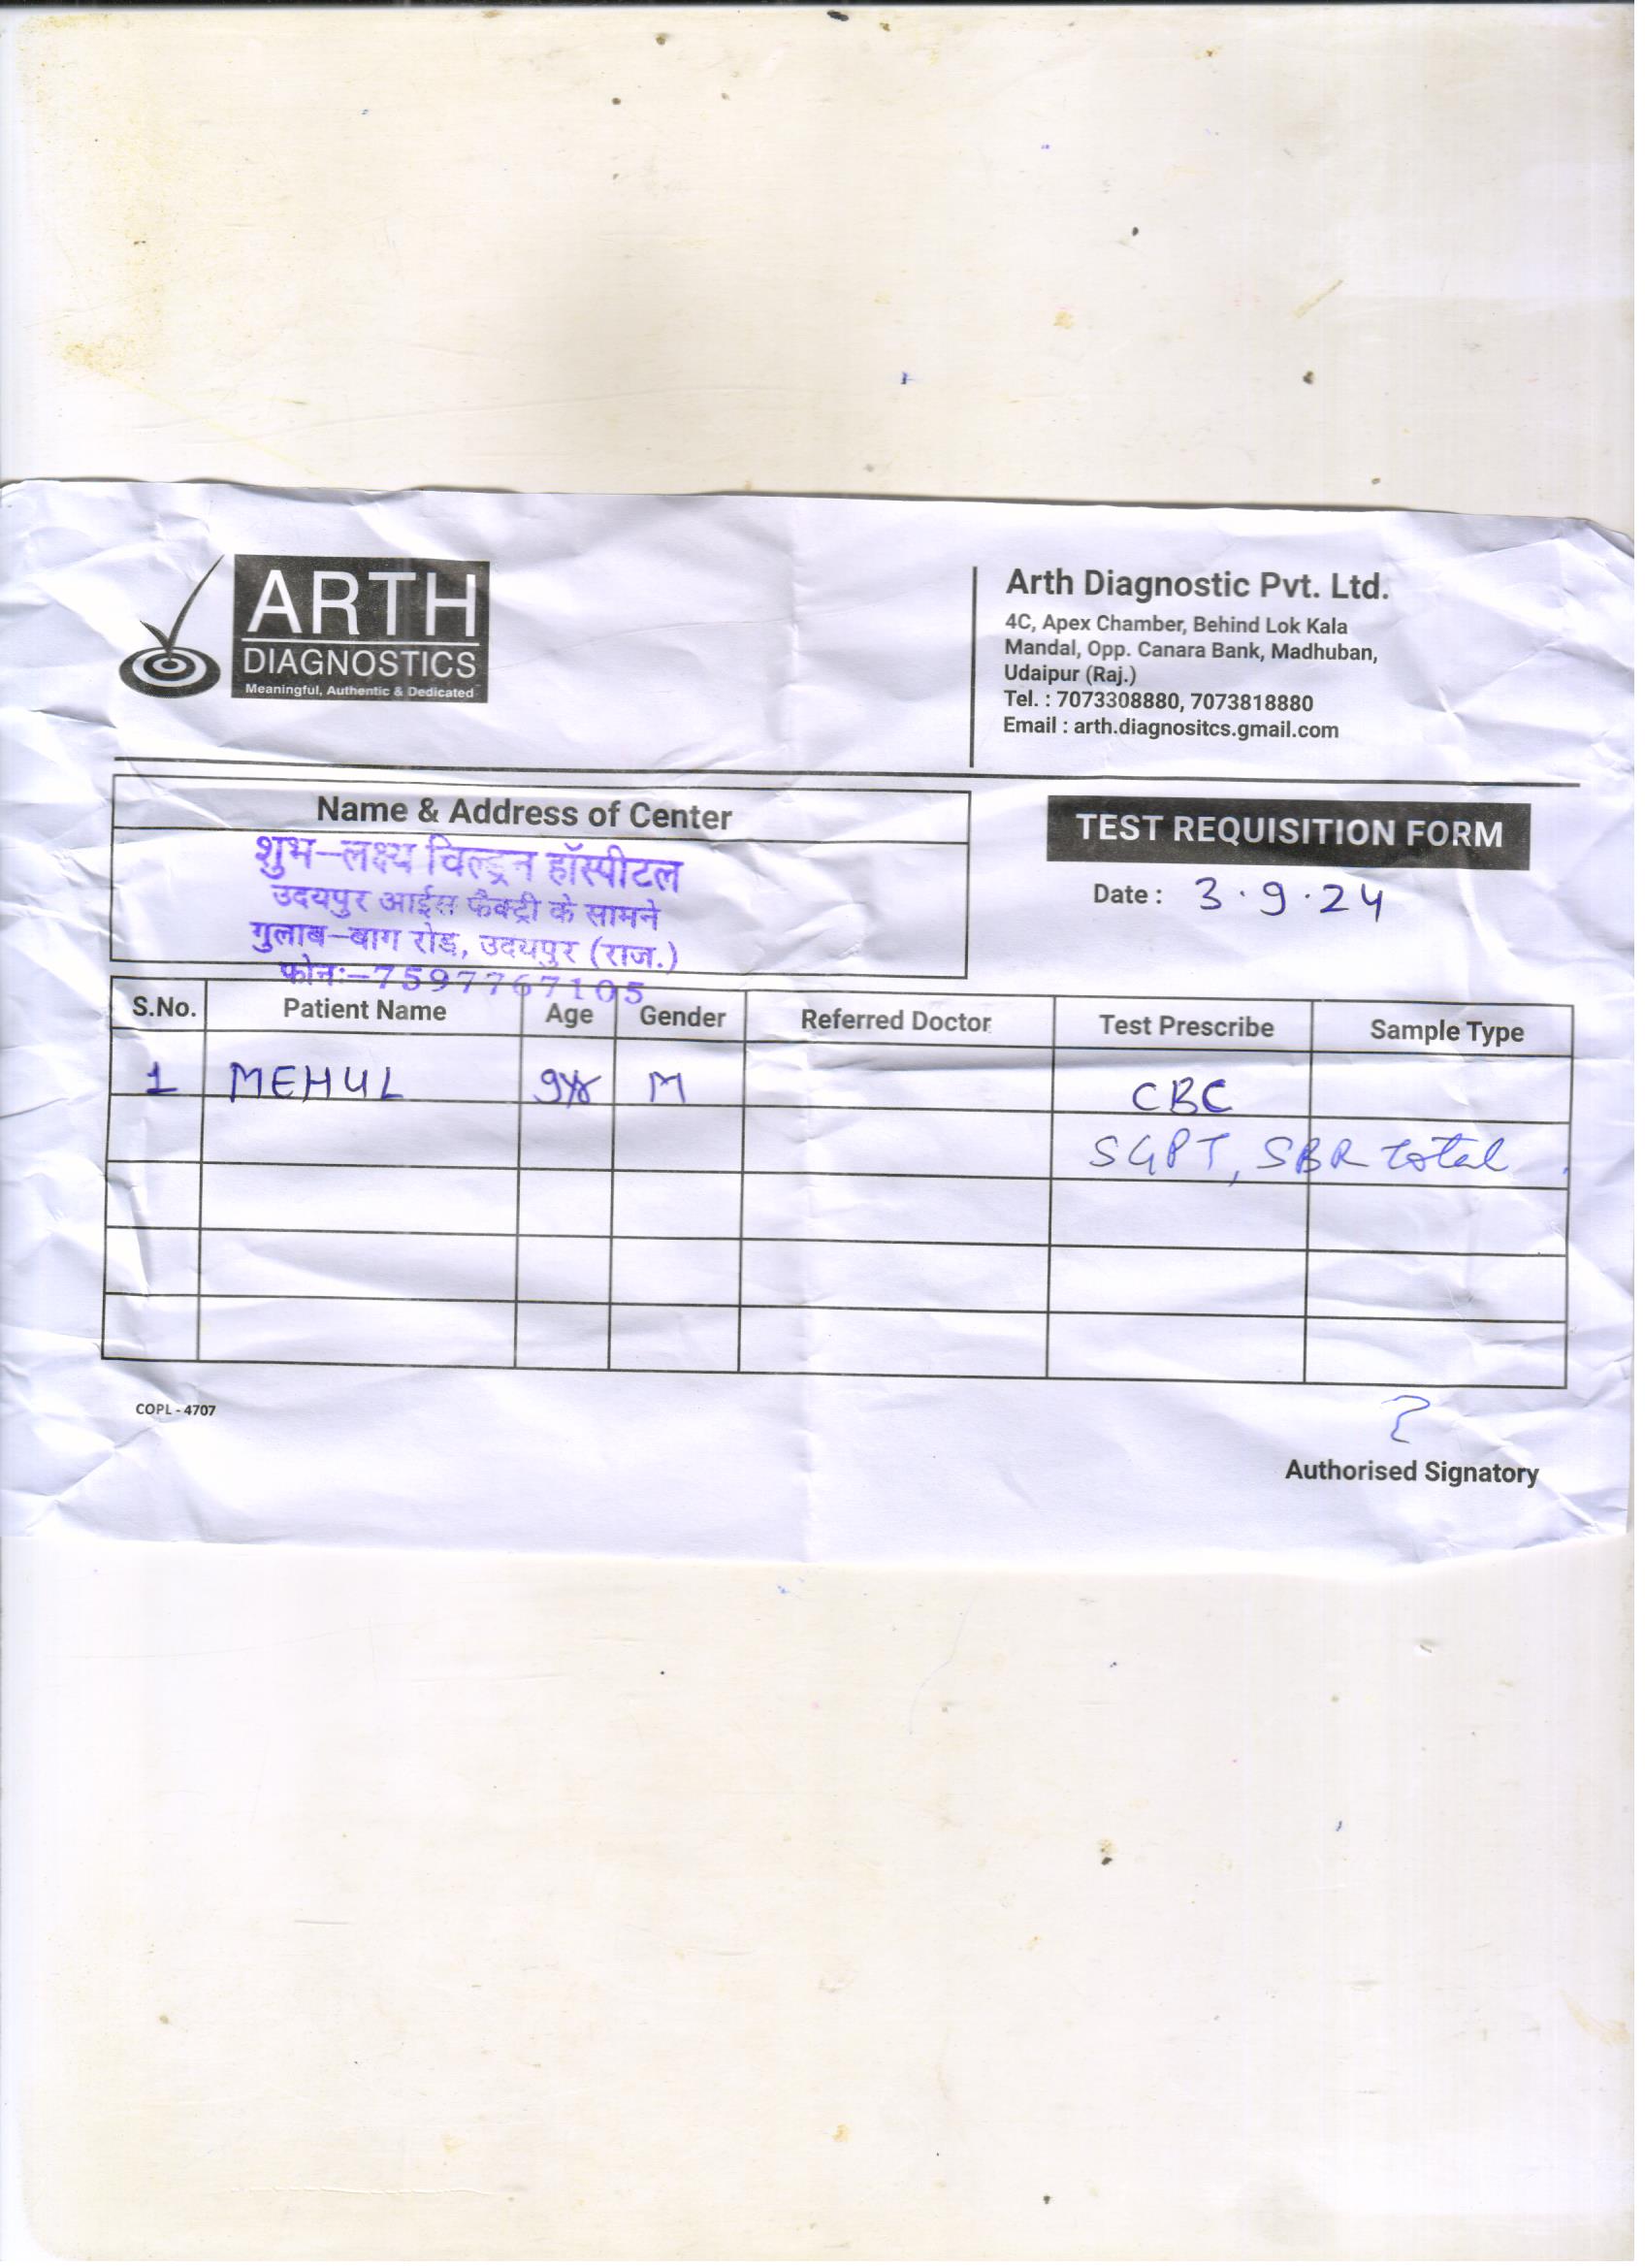 ARTH
DIAGNOSTICS
Meaningful, Authentic & Dedicated
Arth Diagnostic Pvt. Ltd.
4C, Apex Chamber, Behind Lok Kala
Mandal, Opp. Canara Bank, Madhuban,
Udaipur (Raj.)
Tel. : 7073308880, 7073818880
Email : arth.diagnositcs.gmail.com
Name & Address of Center
शुभ-लक्ष्य चिल्ड्रन हॉस्पीटल
उदयपुर आईस फैक्ट्री के सामने
गुलाब-बाग रोड, उदयपुर (राज.)
फोन:-7597767105
TEST REQUISITION FORM
Date : 3.9.24
S.No. Patient Name Age Gender Referred Doctor Test Prescribe Sample Type
1 MEHUL 9yr M CBC
SGPT, SBR total
COPL - 4707
Authorised Signatory